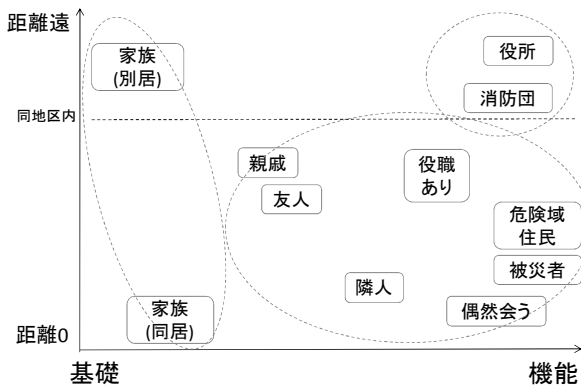 距離遠
家族
(別居)
役所
消防団
同地区内
親戚
役職
あり
友人
危険域
住民
被災者
隣人
家族
(同居)
偶然会う
距離0
基礎
機能